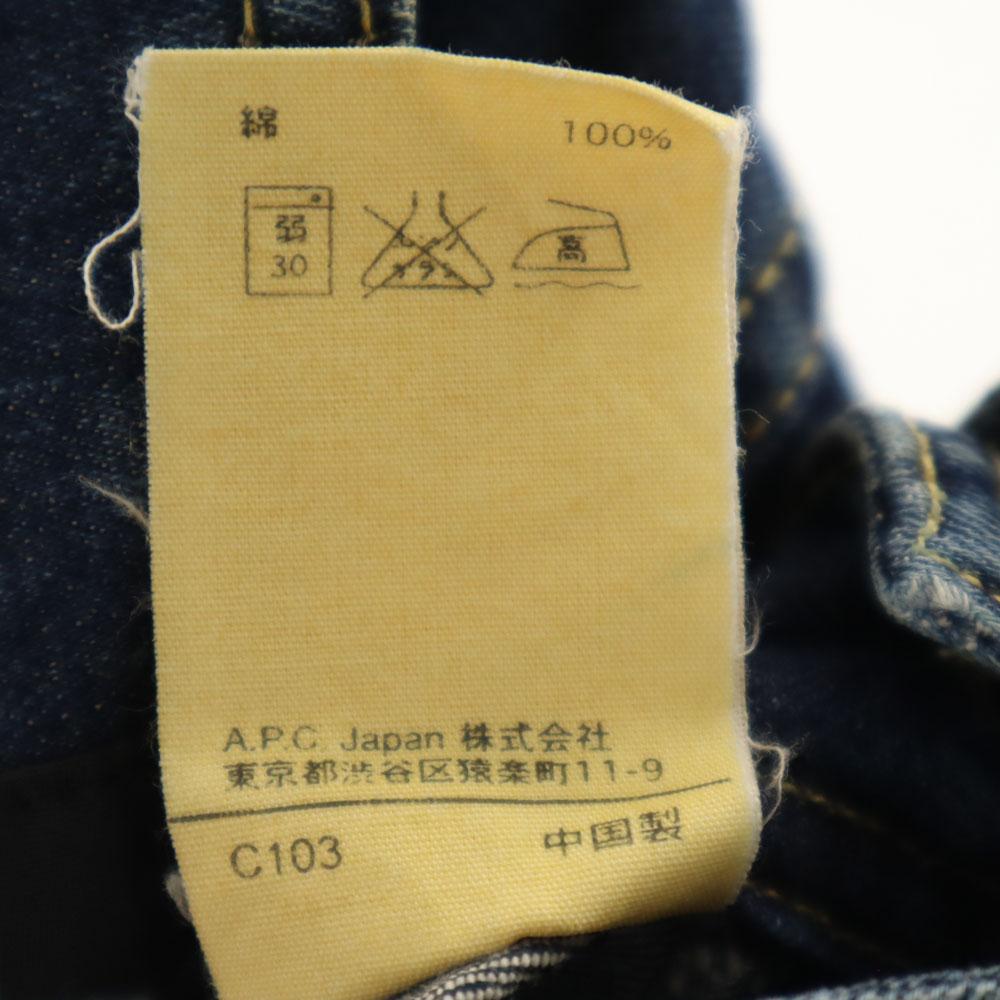 綿 100%
弱 高
30
A.P.C. Japan 株式会社
東京都渋谷区猿楽町11-9
C103 中国製